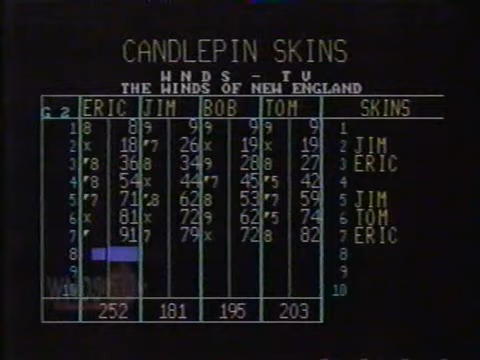 CANDLEPIN SKINS
WNDS - TV
THE WINDS OF NEW ENGLAND
G 2 ERIC JIM BOB TOM SKINS
1 8 8 9 9 9 9 9 9 1
2 x 18 7 26 x 19 x 19 2 JIM
3 8 36 8 34 9 28 8 27 3 ERIC
4 8 54 x 44 7 45 5 42 4
5 7 71 8 62 8 53 7 59 5 JIM
6 x 81 x 72 9 62 5 74 6 TOM
7 91 7 79 x 72 8 82 7 ERIC
8 8
9 9
10 10
252 181 195 203